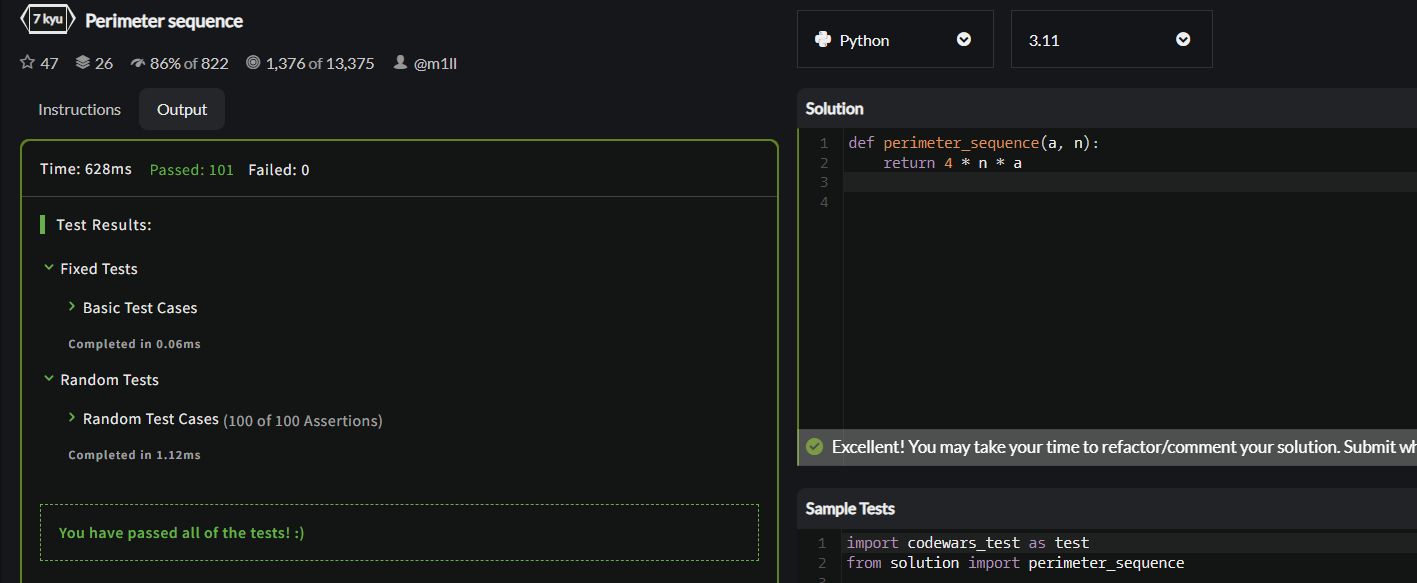 7 kyu Perimeter sequence
47 26 86% of 822 1,376 of 13,375 @m1ll
Instructions Output
Time: 628ms Passed: 101 Failed: 0
Test Results:
Fixed Tests
Basic Test Cases
Completed in 0.06ms
Random Tests
Random Test Cases (100 of 100 Assertions)
Completed in 1.12ms
You have passed all of the tests! :)
Python 3.11
Solution
1 def perimeter_sequence(a, n):
2 return 4 * n * a
3
4
Excellent! You may take your time to refactor/comment your solution. Submit wh
Sample Tests
1 import codewars_test as test
2 from solution import perimeter_sequence